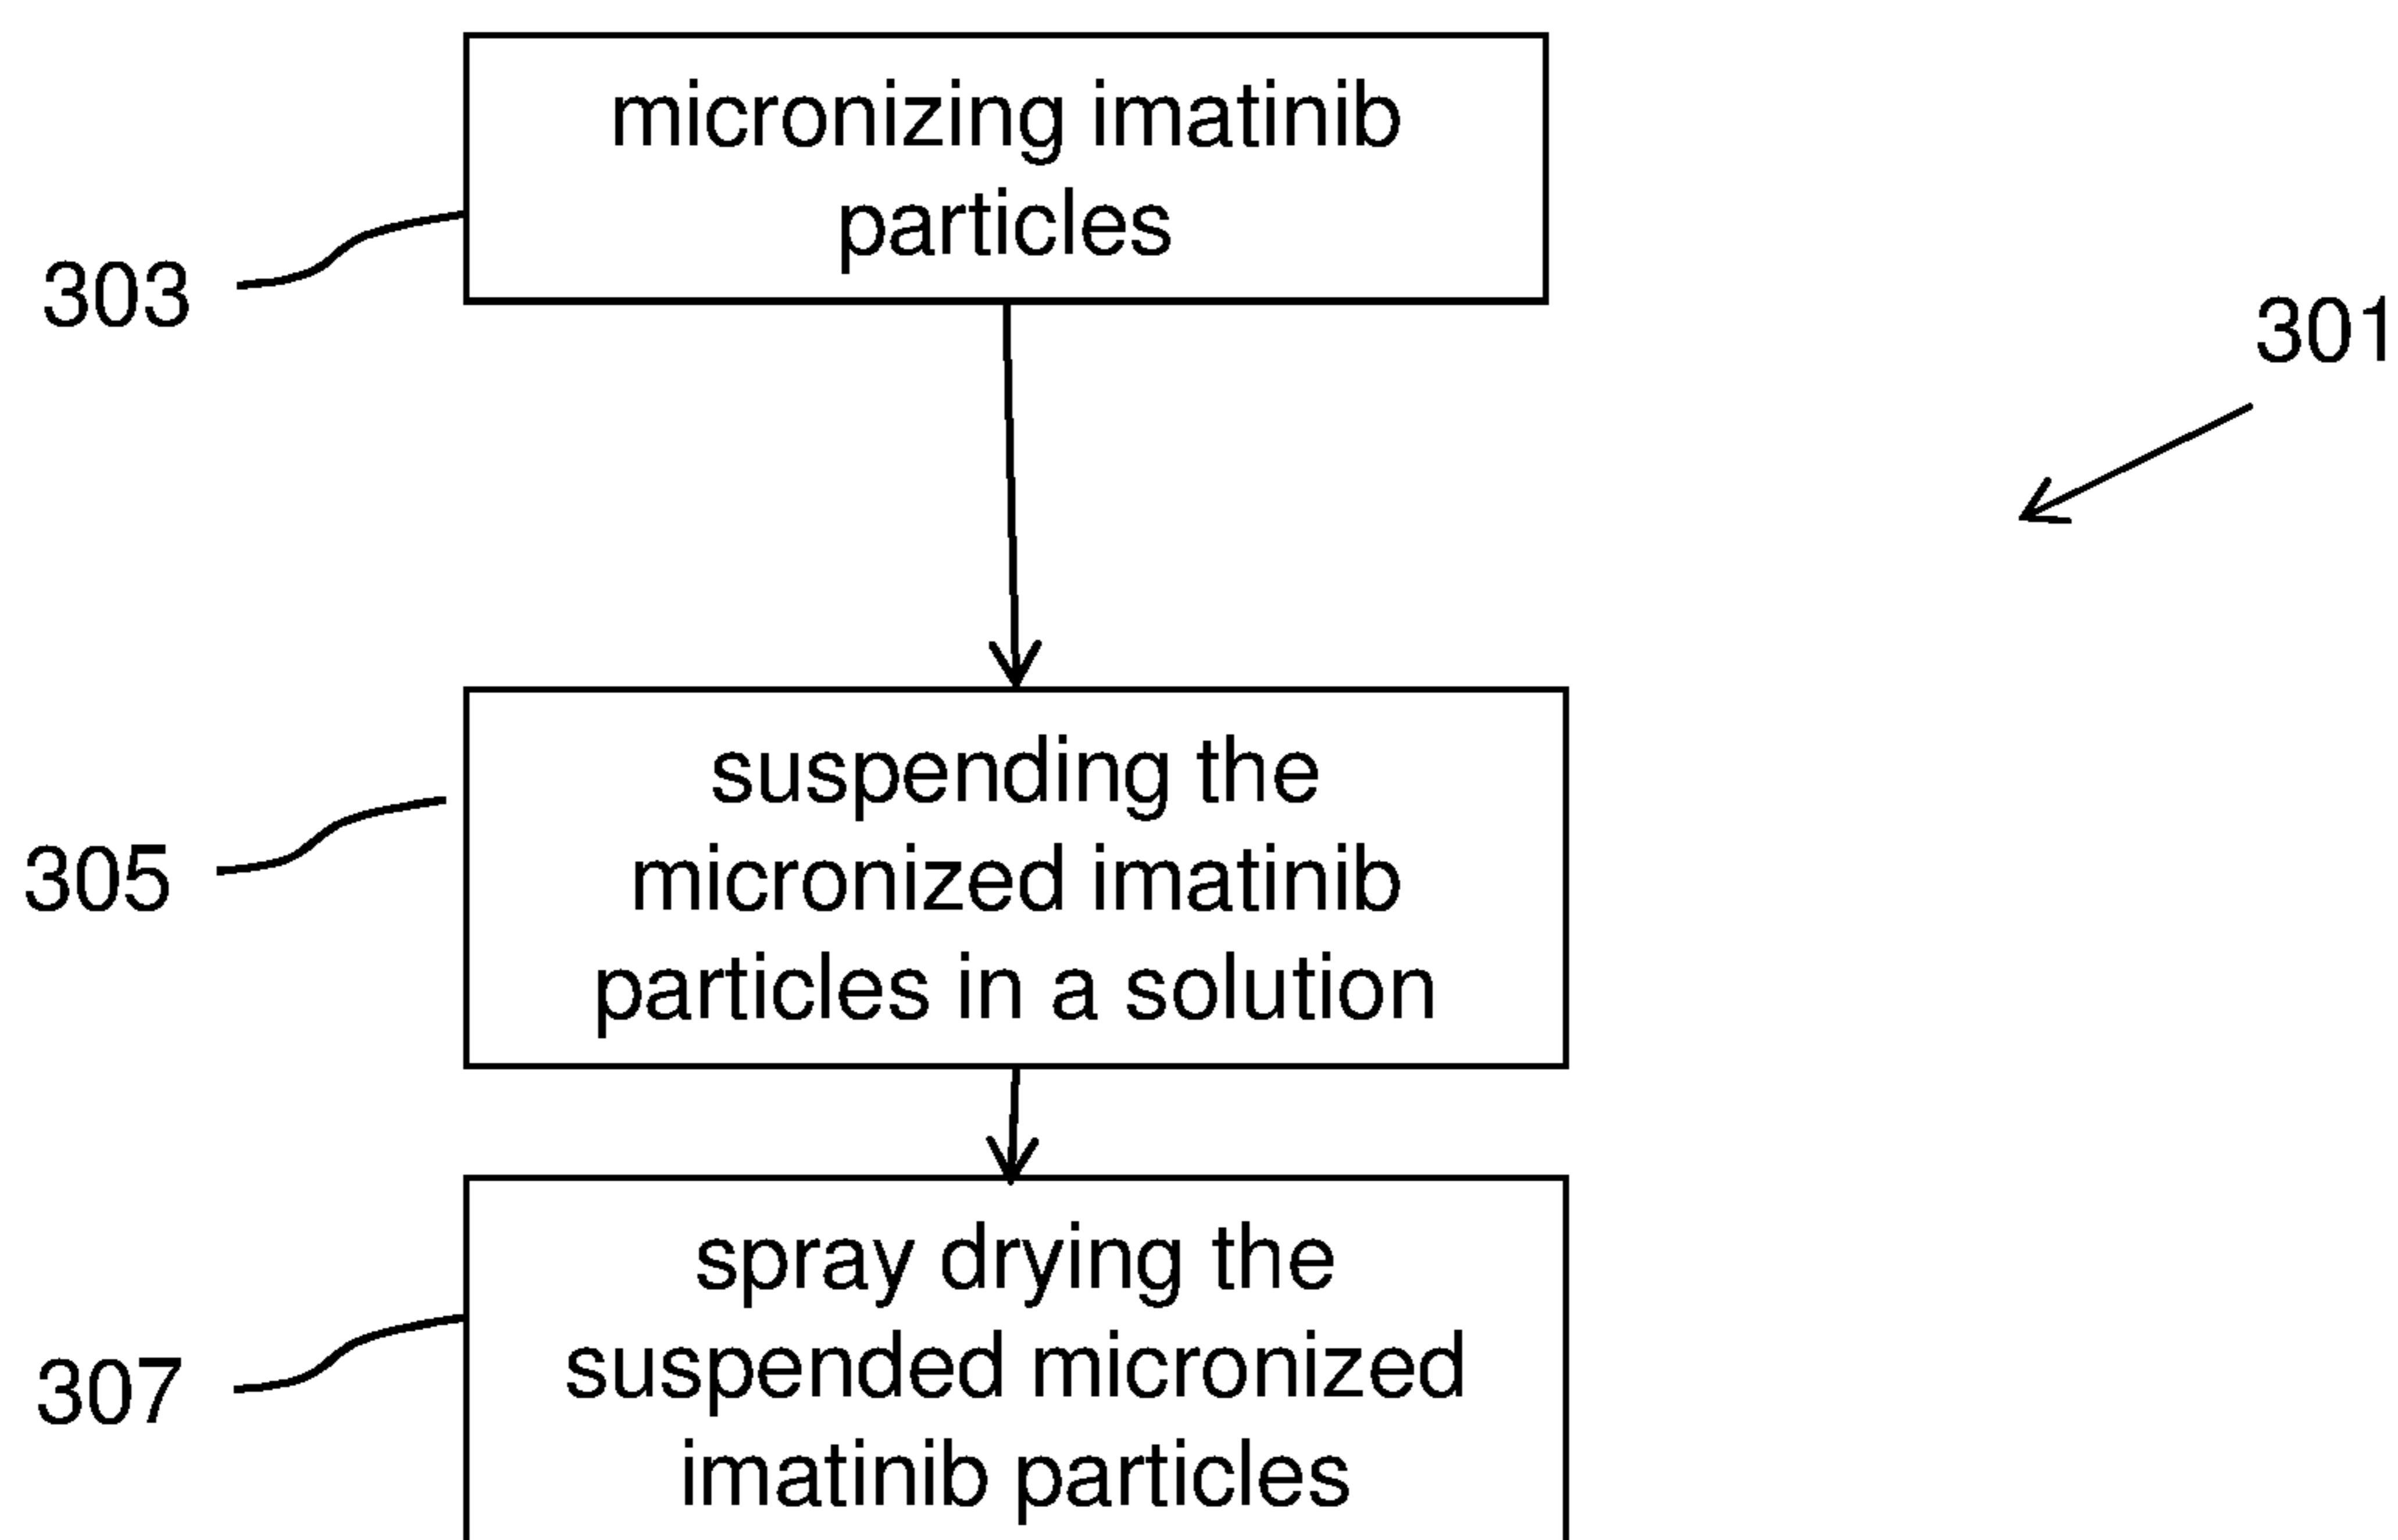 micronizing imatinib
particles
303
301
suspending the
micronized imatinib
particles in a solution
305
spray drying the
suspended micronized
imatinib particles
307